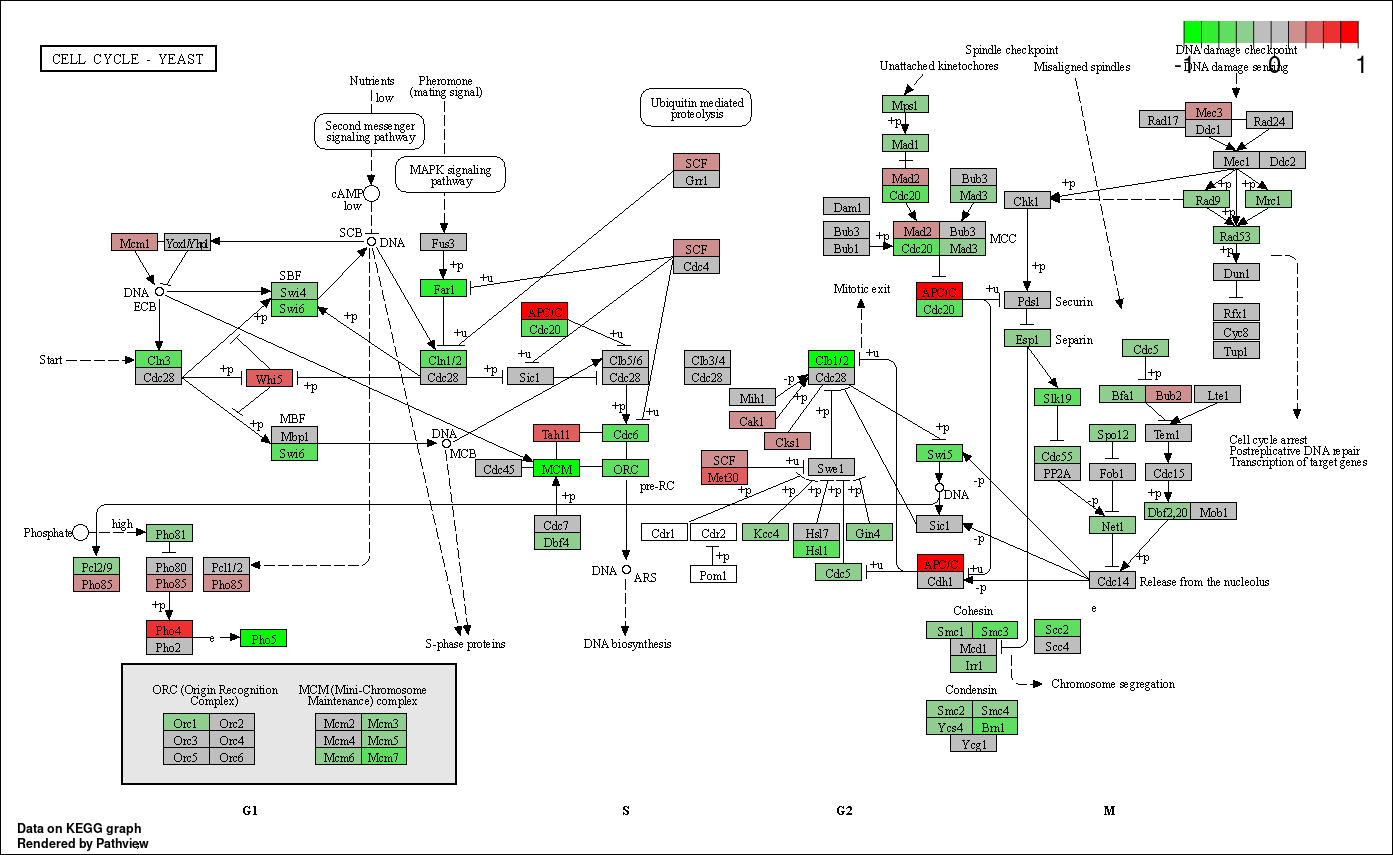 CELL CYCLE - YEAST
-1 0 1
DNA damage checkpoint
DNA damage sensing
Spindle checkpoint
Unattached kinetochores
Misaligned spindles
Nutrients
low
Pheromone
(mating signal)
Second messenger
signaling pathway
MAPK signaling
pathway
Ubiquitin mediated
proteolysis
cAMP
low
SCB
DNA
SCF
Grr1
SCF
Cdc4
Mcm1
Fus3
+p
+u
DNA
ECB
SBF
Swi4
Swi6
Far1
APC/C
Cdc20
+u
+u
+p
+p
+u
Start
Cln3
Cdc28
+p
Whi5
+p
Cln1/2
Cdc28
+p
Sic1
Clb5/6
Cdc28
Clb3/4
Cdc28
+p
+p
+u
MBF
Mbp1
Swi6
DNA
MCB
Tah11
Cdc6
Cdc45
MCM
ORC
pre-RC
+p
Cdc7
Dbf4
DNA
ARS
DNA biosynthesis
S-phase proteins
Phosphate
high
Pho81
Pcl2/9
Pho85
Pho80
Pho85
Pcl1/2
Pho85
+p
Pho4
Pho2
e
Pho5
Mps1
+p
Mad1
Mad2
Cdc20
Bub3
Mad3
Dam1
Bub3
Bub1
+p
Mad2
Bub3
Cdc20
Mad3
MCC
Mitotic exit
APC/C
Cdc20
+u
Chk1
+p
+p
Pds1
Securin
Esp1
Separin
Slk19
Cdc55
PP2A
Rad17
Mec3
Ddc1
Rad24
Mec1
Ddc2
+p
+p
+p
Rad9
Mrc1
Rad53
+p
Dun1
Rfx1
Cyc8
Tup1
Cell cycle arrest
Postreplicative DNA repair
Transcription of target genes
Cdc5
+p
Bfa1
Bub2
Lte1
Tem1
Cdc15
+p
Dbf2,20
Mob1
+p
Spo12
Fob1
-p
Net1
Cdc14
Release from the nucleolus
e
Clb1/2
Cdc28
+u
-p
+p
+p
+p
Mih1
Cak1
Cks1
SCF
Met30
+u
Swe1
+p
+p
+p
+p
+p
Cdr1
Cdr2
+p
Pom1
Kcc4
Hsl7
Hsl1
Gin4
Cdc5
+u
+p
Swi5
DNA
-p
Sic1
-p
APC/C
Cdh1
+u
-p
Cohesin
Smc1
Smc3
Mcd1
Irr1
Scc2
Scc4
Chromosome segregation
Condensin
Smc2
Smc4
Ycs4
Brn1
Ycg1
ORC (Origin Recognition
Complex)
Orc1
Orc2
Orc3
Orc4
Orc5
Orc6
MCM (Mini-Chromosome
Maintenance) complex
Mcm2
Mcm3
Mcm4
Mcm5
Mcm6
Mcm7
G1
S
G2
M
Data on KEGG graph
Rendered by Pathview